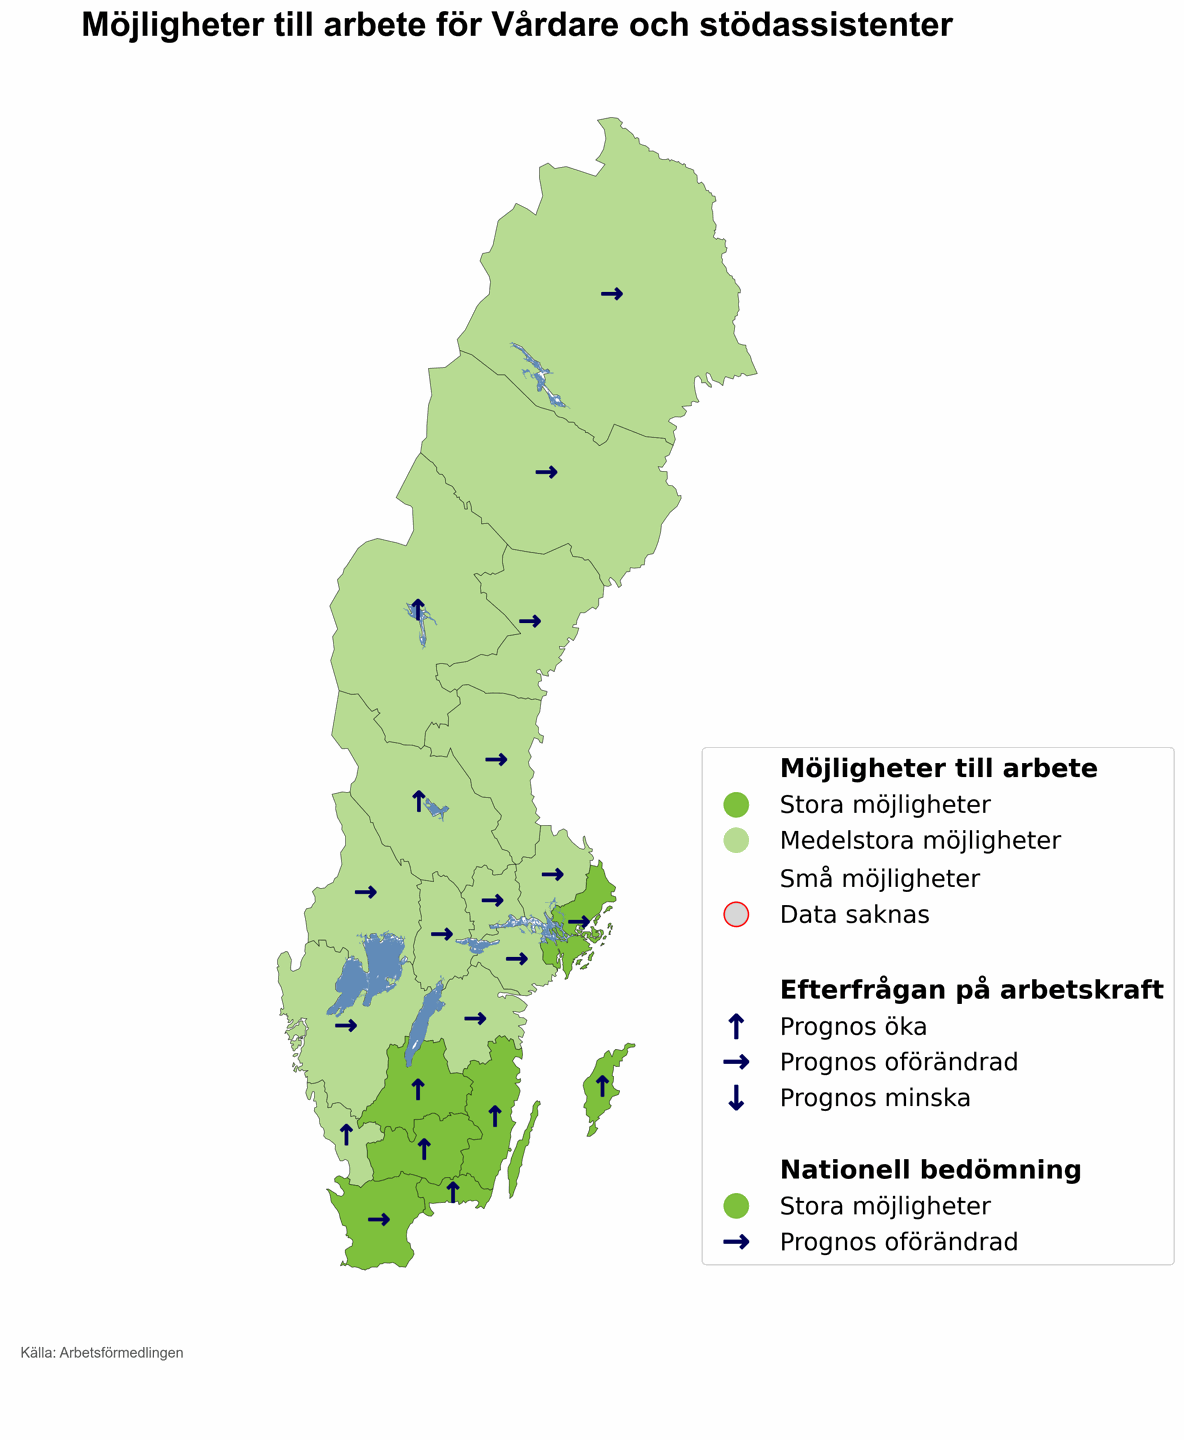 Möjligheter till arbete för Vårdare och stödassistenter
Möjligheter till arbete
Stora möjligheter
Medelstora möjligheter
Små möjligheter
Data saknas
Efterfrågan på arbetskraft
Prognos öka
Prognos oförändrad
Prognos minska
Nationell bedömning
Stora möjligheter
Prognos oförändrad
Källa: Arbetsförmedlingen